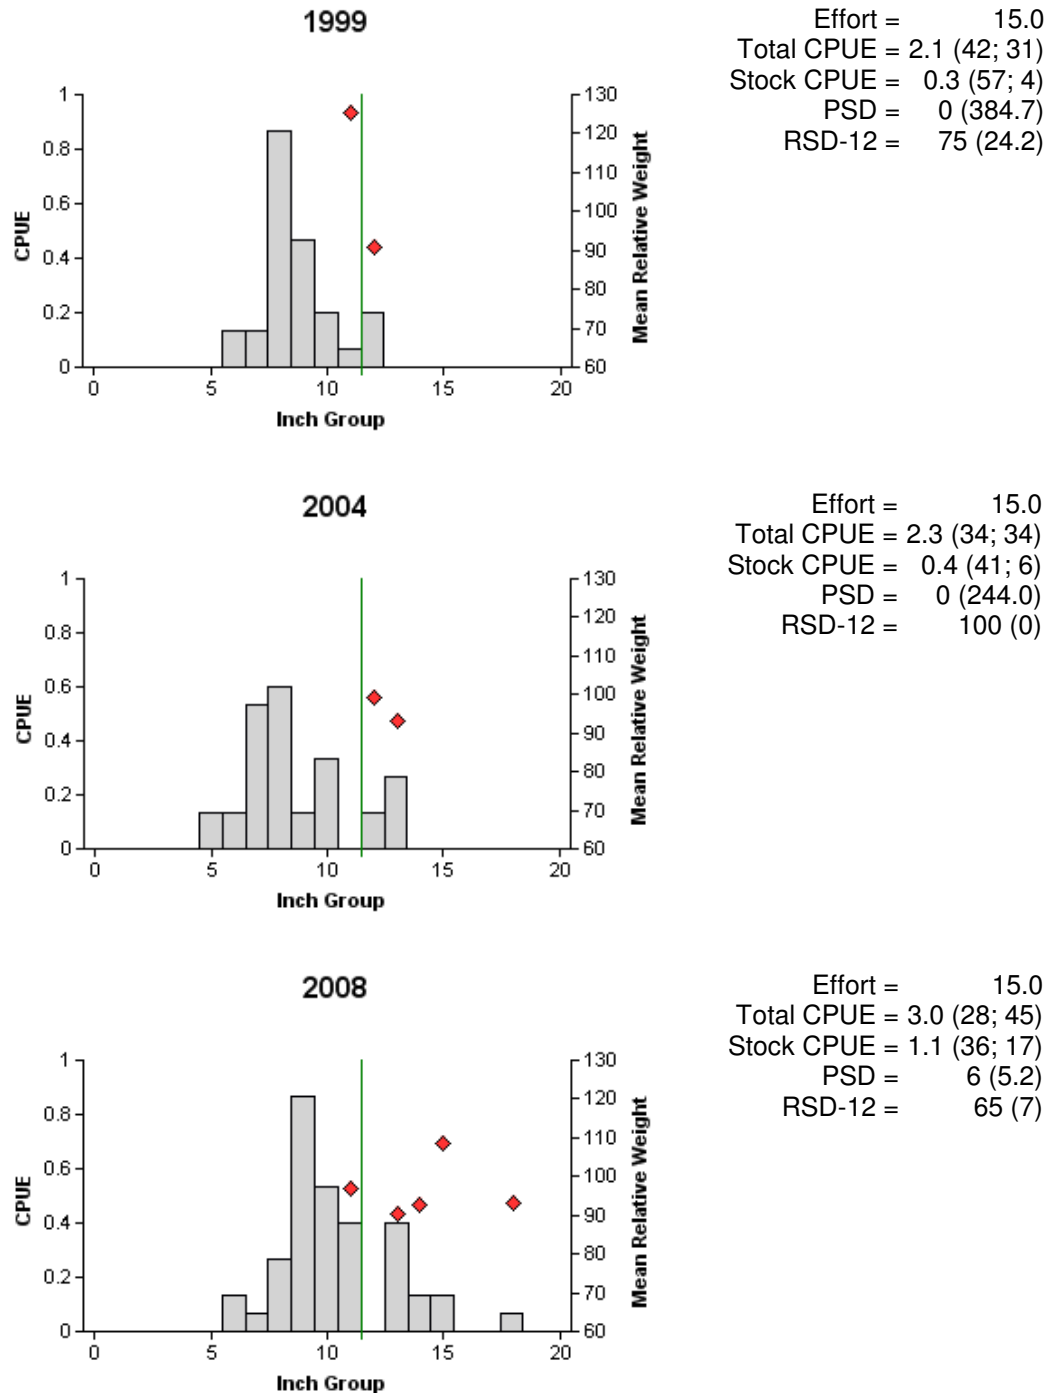 1999
Effort = 15.0
Total CPUE = 2.1 (42; 31)
Stock CPUE = 0.3 (57; 4)
PSD = 0 (384.7)
RSD-12 = 75 (24.2)
1
0.8
0.6
0.4
0.2
0
CPUE
130
120
110
100
90
80
70
60
Mean Relative Weight
0 5 10 15 20
Inch Group
2004
Effort = 15.0
Total CPUE = 2.3 (34; 34)
Stock CPUE = 0.4 (41; 6)
PSD = 0 (244.0)
RSD-12 = 100 (0)
1
0.8
0.6
0.4
0.2
0
CPUE
130
120
110
100
90
80
70
60
Mean Relative Weight
0 5 10 15 20
Inch Group
2008
Effort = 15.0
Total CPUE = 3.0 (28; 45)
Stock CPUE = 1.1 (36; 17)
PSD = 6 (5.2)
RSD-12 = 65 (7)
1
0.8
0.6
0.4
0.2
0
CPUE
130
120
110
100
90
80
70
60
Mean Relative Weight
0 5 10 15 20
Inch Group